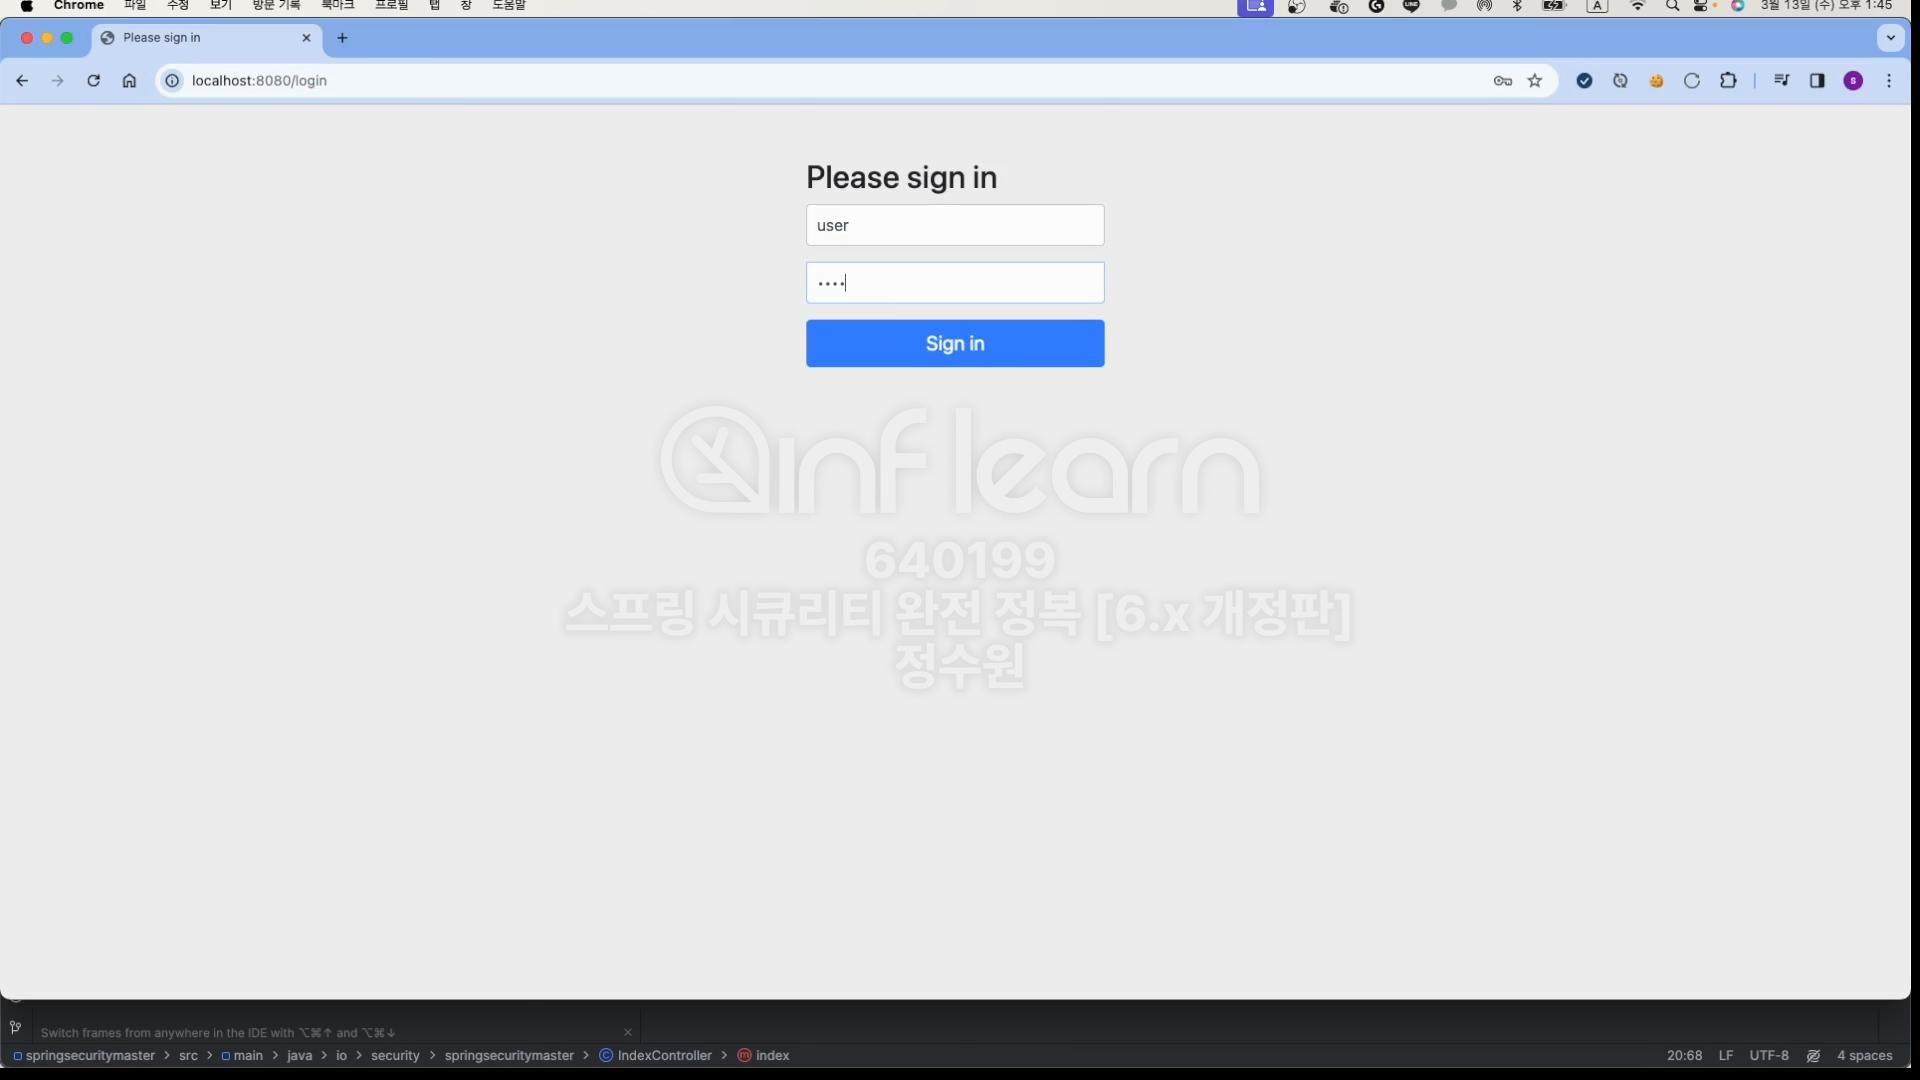 Chrome 파일 수정 보기 방문 기록 북마크 프로필 탭 창 도움말 A 3월 13일 (수) 오후 1:45
Please sign in
localhost:8080/login
Please sign in
user
Sign in
inflearn
640199
스프링 시큐리티 완전 정복 [6.x 개정판]
정수원
Switch frames from anywhere in the IDE with ⌥⌘↑ and ⌥⌘↓
springsecuritymaster > src > main > java > io > security > springsecuritymaster > IndexController > index 20:68 LF UTF-8 4 spaces